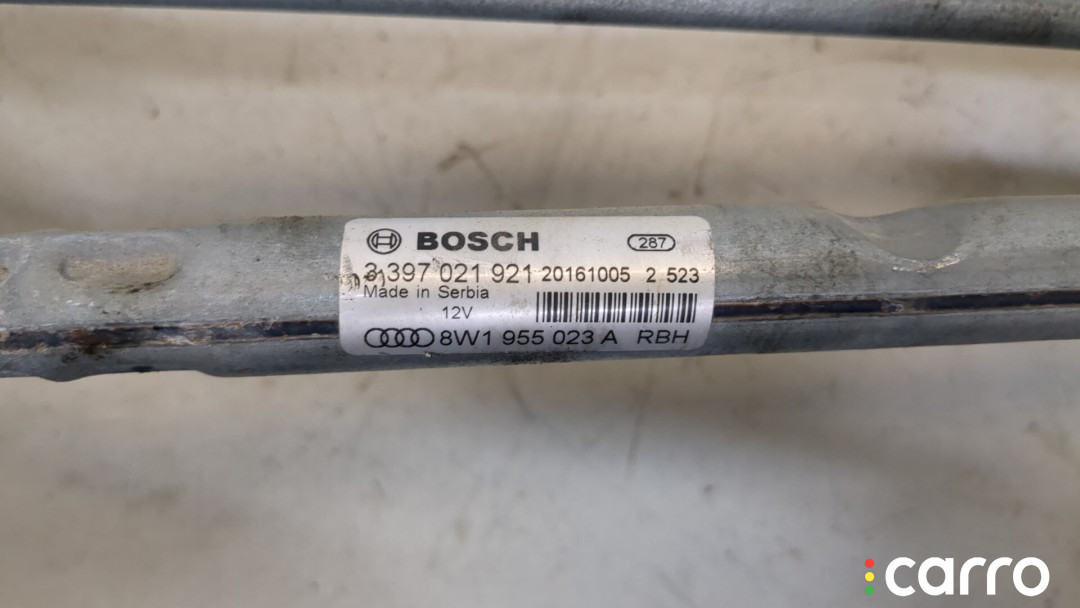 BOSCH 287
3 397 021 921 20161005 2 523
Made in Serbia
12V
8W1 955 023 A RBH
carro